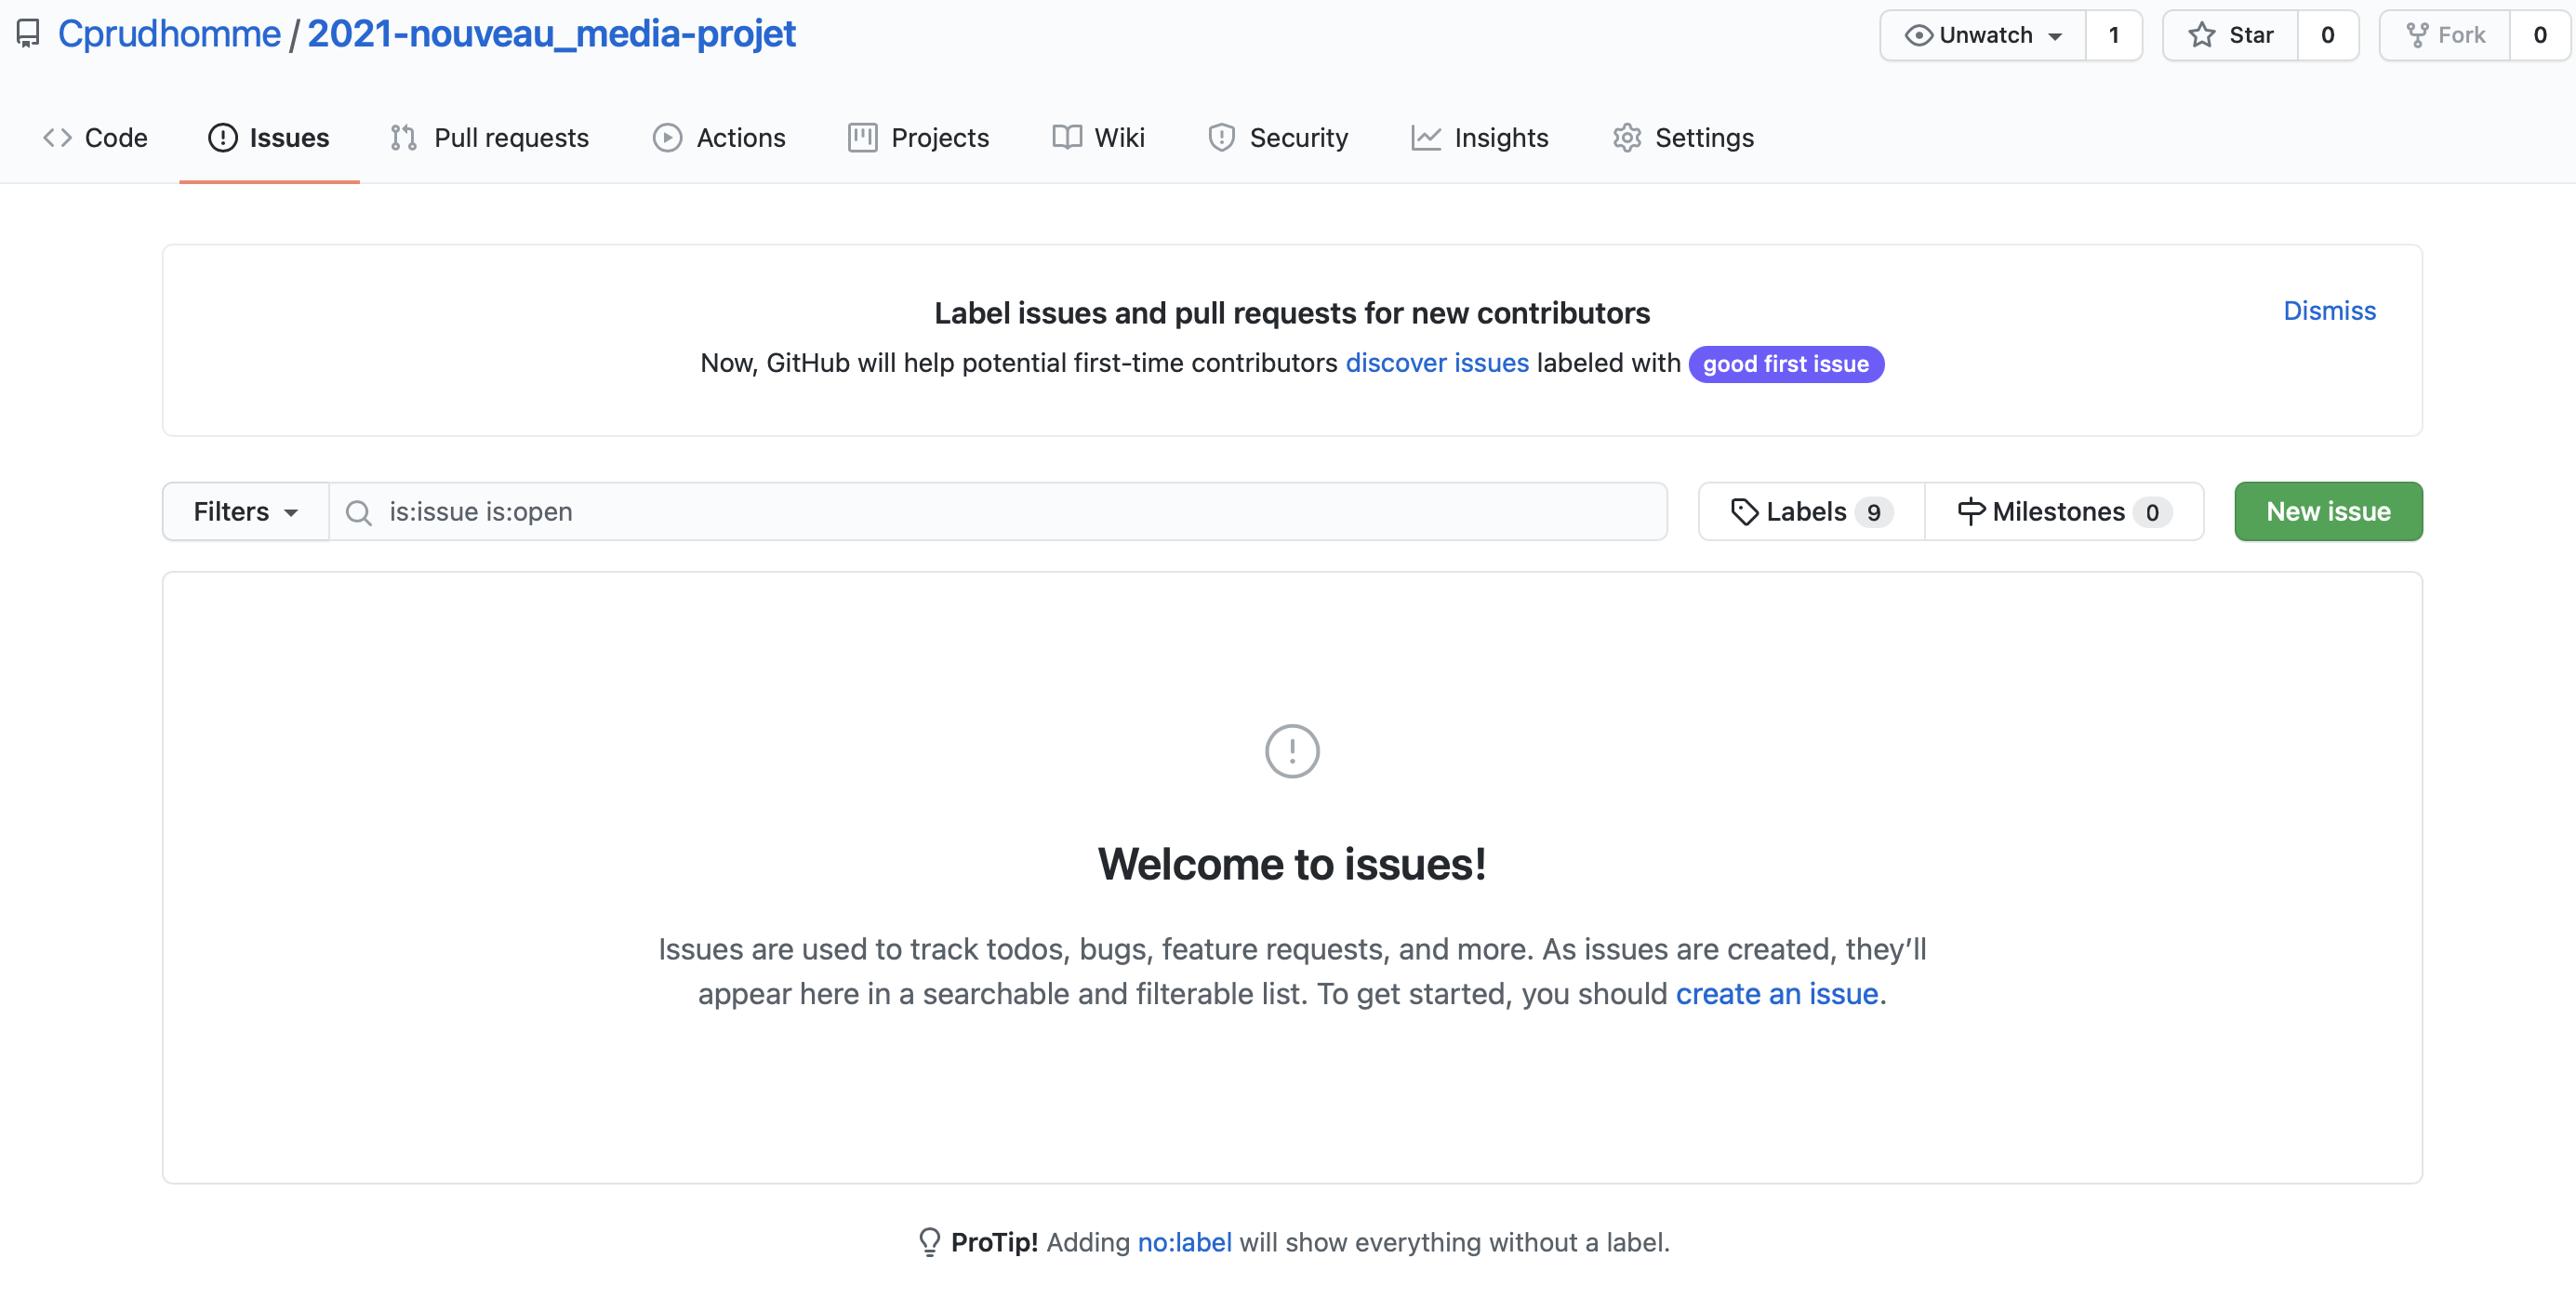 Cprudhomme / 2021-nouveau_media-projet
Unwatch 1 Star 0 Fork 0
Code Issues Pull requests Actions Projects Wiki Security Insights Settings
Label issues and pull requests for new contributors
Dismiss
Now, GitHub will help potential first-time contributors discover issues labeled with good first issue
Filters is:issue is:open Labels 9 Milestones 0 New issue
Welcome to issues!
Issues are used to track todos, bugs, feature requests, and more. As issues are created, they’ll
appear here in a searchable and filterable list. To get started, you should create an issue.
ProTip! Adding no:label will show everything without a label.